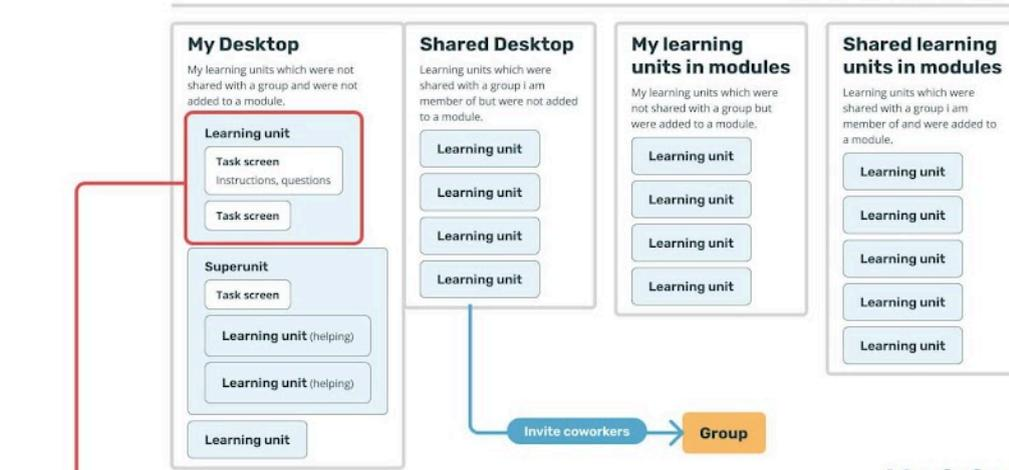 My Desktop
My learning units which were not
shared with a group and were not
added to a module.
Learning unit
Task screen
Instructions, questions
Task screen
Superunit
Task screen
Learning unit (helping)
Learning unit (helping)
Learning unit
Shared Desktop
Learning units which were
shared with a group i am
member of but were not added
to a module.
Learning unit
Learning unit
Learning unit
Learning unit
Invite coworkers
Group
My learning
units in modules
My learning units which were
not shared with a group but
were added to a module.
Learning unit
Learning unit
Learning unit
Learning unit
Shared learning
units in modules
Learning units which were
shared with a group i am
member of and were added to
a module.
Learning unit
Learning unit
Learning unit
Learning unit
Learning unit